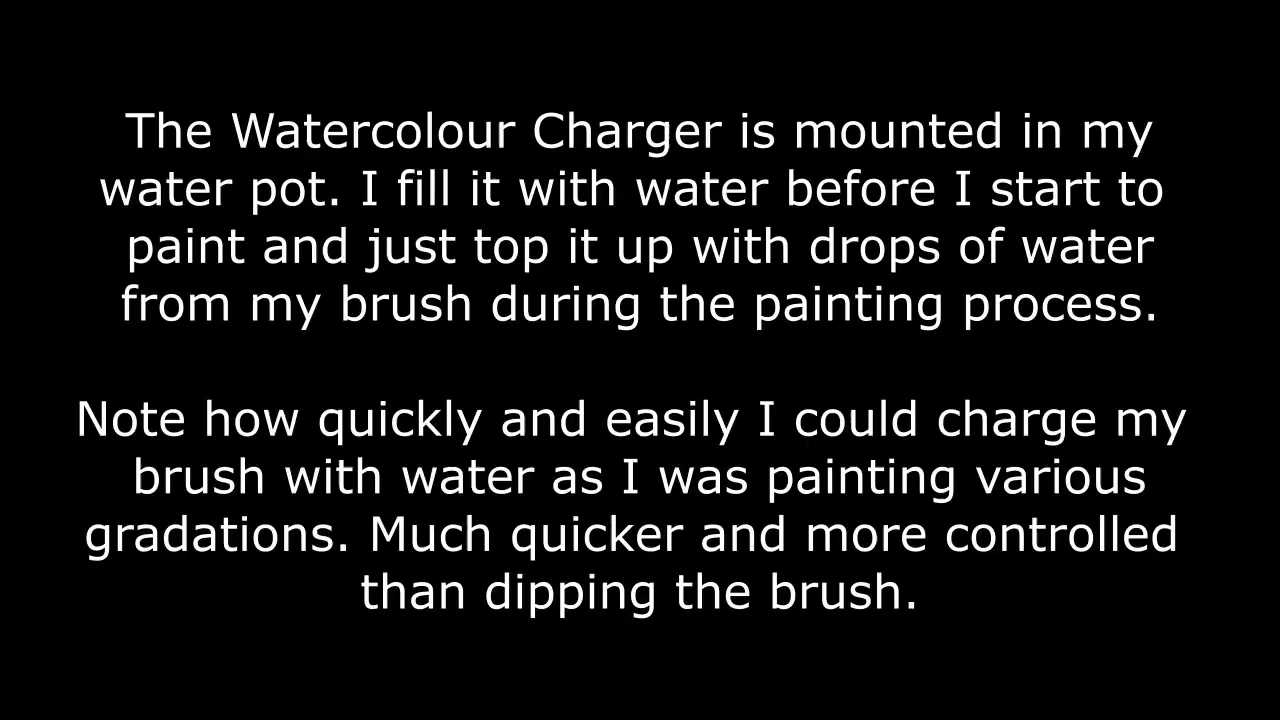 The Watercolour Charger is mounted in my
water pot. I fill it with water before I start to
paint and just top it up with drops of water
from my brush during the painting process.
Note how quickly and easily I could charge my
brush with water as I was painting various
gradations. Much quicker and more controlled
than dipping the brush.